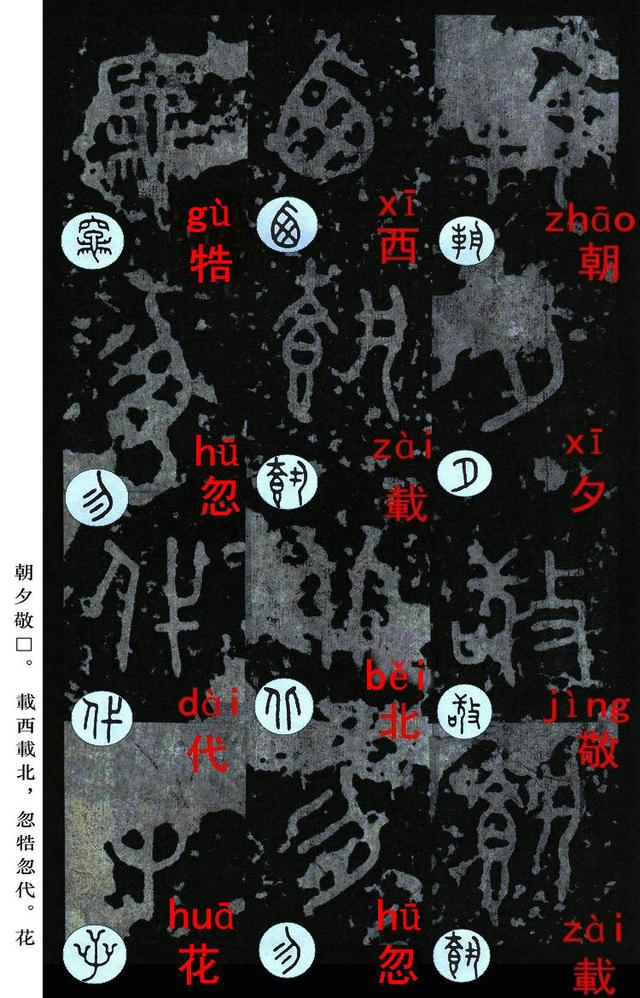 zhāo
朝
xī
夕
jìng
敬
zài
載
xī
西
zài
載
běi
北
hū
忽
gù
牿
hū
忽
dài
代
huā
花
朝夕敬□。 載西載北，忽牿忽代。 花